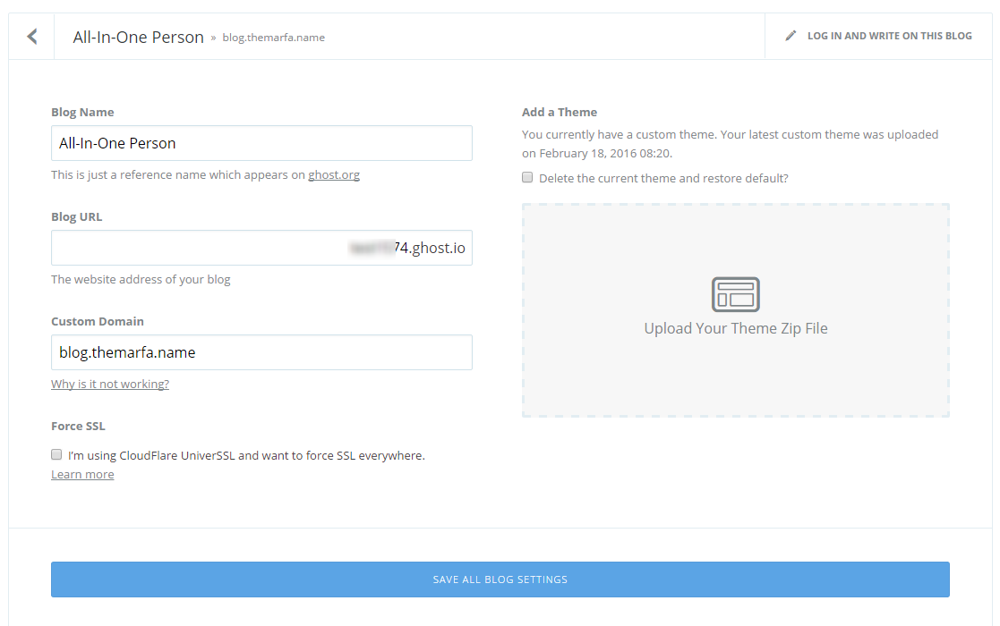 All-In-One Person » blog.themarfa.name
LOG IN AND WRITE ON THIS BLOG
Blog Name
All-In-One Person
This is just a reference name which appears on ghost.org
Blog URL
74.ghost.io
The website address of your blog
Custom Domain
blog.themarfa.name
Why is it not working?
Force SSL
I'm using CloudFlare UniverSSL and want to force SSL everywhere.
Learn more
Add a Theme
You currently have a custom theme. Your latest custom theme was uploaded
on February 18, 2016 08:20.
Delete the current theme and restore default?
Upload Your Theme Zip File
SAVE ALL BLOG SETTINGS